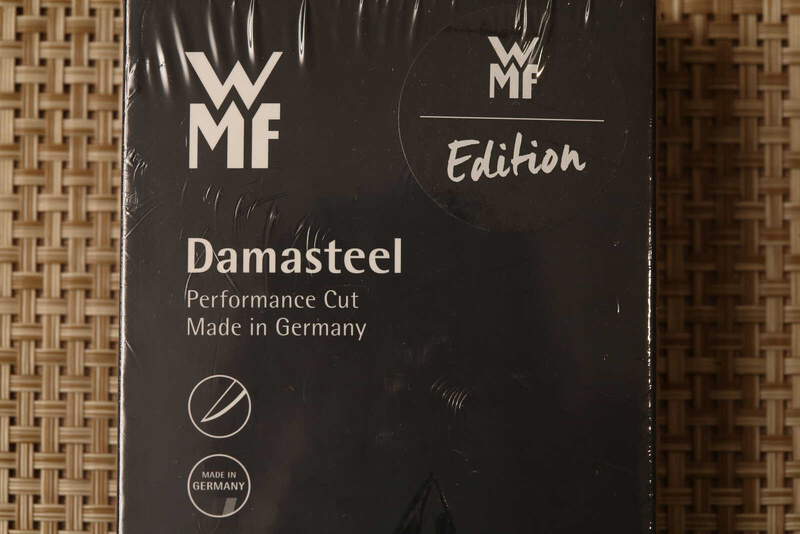 WMF
WMF
Edition
Damasteel
Performance Cut
Made in Germany
MADE IN
GERMANY